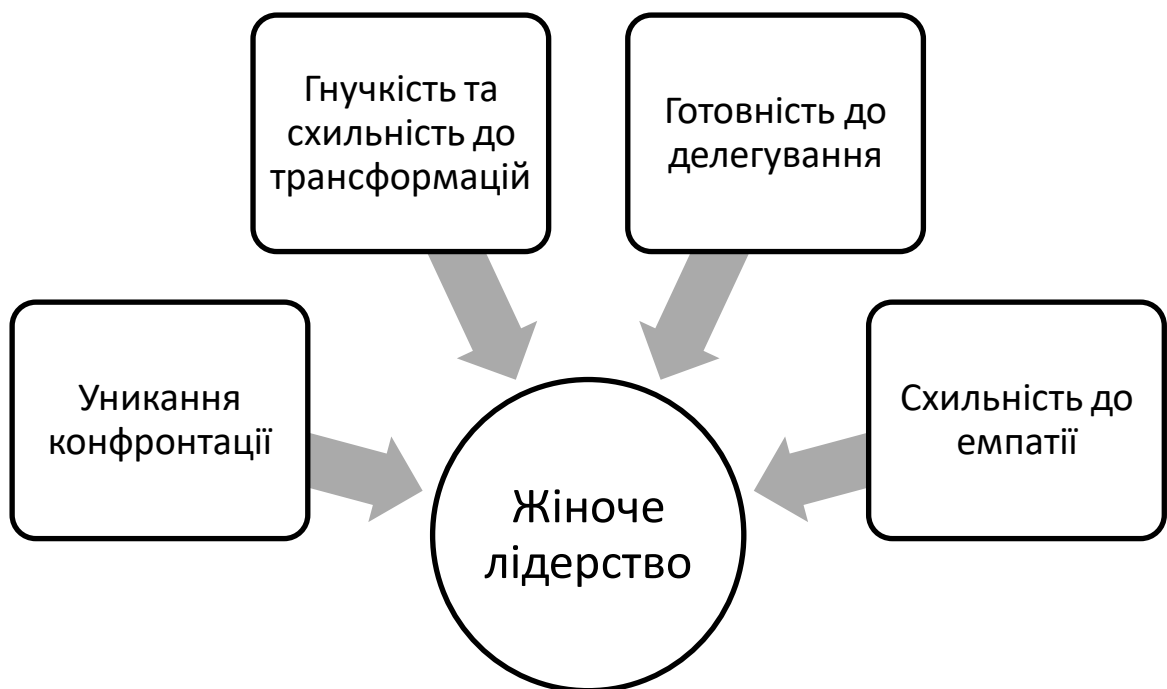 Гнучкість та
схильність до
трансформацій
Готовність до
делегування
Уникання
конфронтації
Схильність до
емпатії
Жіноче
лідерство